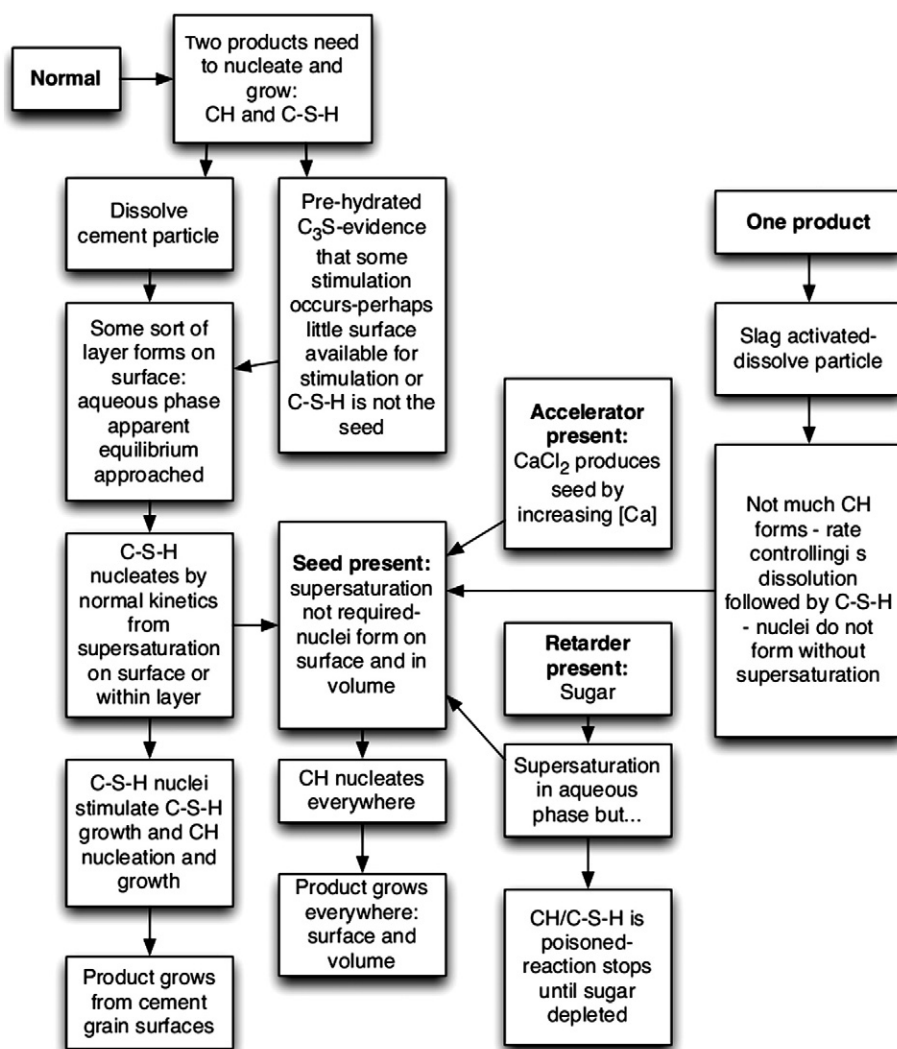 Normal
Two products need
to nucleate and
grow:
CH and C-S-H
Dissolve
cement particle
Pre-hydrated
C₃S-evidence
that some
stimulation
occurs-perhaps
little surface
available for
stimulation or
C-S-H is not the
seed
Some sort of
layer forms on
surface:
aqueous phase
apparent
equilibrium
approached
C-S-H
nucleates by
normal kinetics
from
supersaturation
on surface or
within layer
C-S-H nuclei
stimulate C-S-H
growth and CH
nucleation and
growth
Product grows
from cement
grain surfaces
Seed present:
supersaturation
not required-
nuclei form on
surface and in
volume
CH nucleates
everywhere
Product grows
everywhere:
surface and
volume
Accelerator
present:
CaCl₂ produces
seed by
increasing [Ca]
Retarder
present:
Sugar
Supersaturation
in aqueous
phase but...
CH/C-S-H is
poisoned-
reaction stops
until sugar
depleted
One product
Slag activated-
dissolve particle
Not much CH
forms - rate
controllingi s
dissolution
followed by C-S-H
- nuclei do not
form without
supersaturation